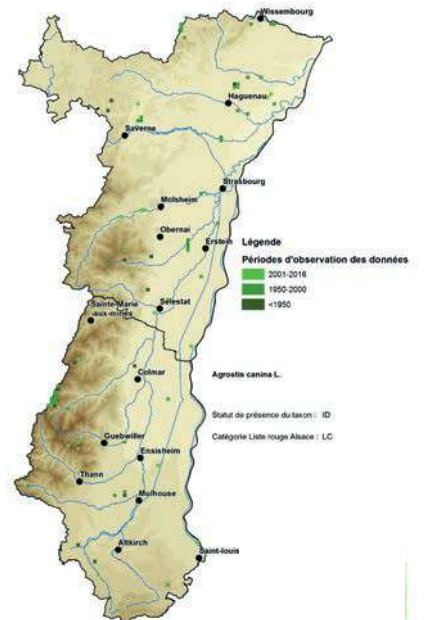 Wissembourg
Haguenau
Saverne
Strasbourg
Molsheim
Obernai
Erstein
Légende
Périodes d'observation des données
2001-2016
1950-2000
<1950
Sainte-Marie
-aux-mines
Sélestat
Colmar
Agrostis canina L.
Statut de présence du taxon : ID
Catégorie Liste rouge Alsace : LC
Guebwiller
Ensisheim
Thann
Mulhouse
Altkirch
Saint-louis